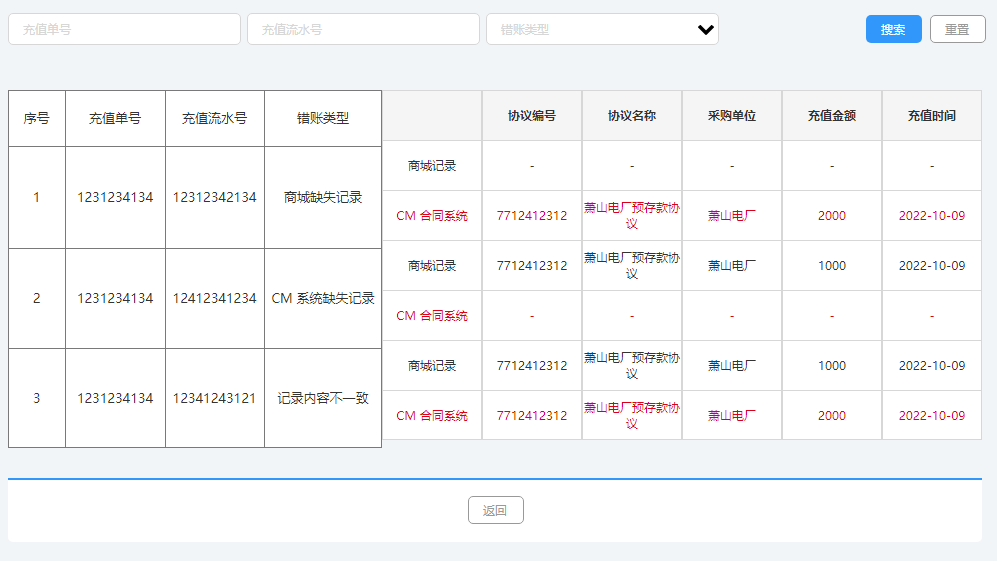 充值单号 充值流水号 错账类型 搜索 重置
序号 充值单号 充值流水号 错账类型 协议编号 协议名称 采购单位 充值金额 充值时间
商城记录 - - - - -
1 1231234134 12312342134 商城缺失记录
CM 合同系统 7712412312 萧山电厂预存款协议 萧山电厂 2000 2022-10-09
商城记录 7712412312 萧山电厂预存款协议 萧山电厂 1000 2022-10-09
2 1231234134 12412341234 CM 系统缺失记录
CM 合同系统 - - - - -
商城记录 7712412312 萧山电厂预存款协议 萧山电厂 1000 2022-10-09
3 1231234134 12341243121 记录内容不一致
CM 合同系统 7712412312 萧山电厂预存款协议 萧山电厂 2000 2022-10-09
返回